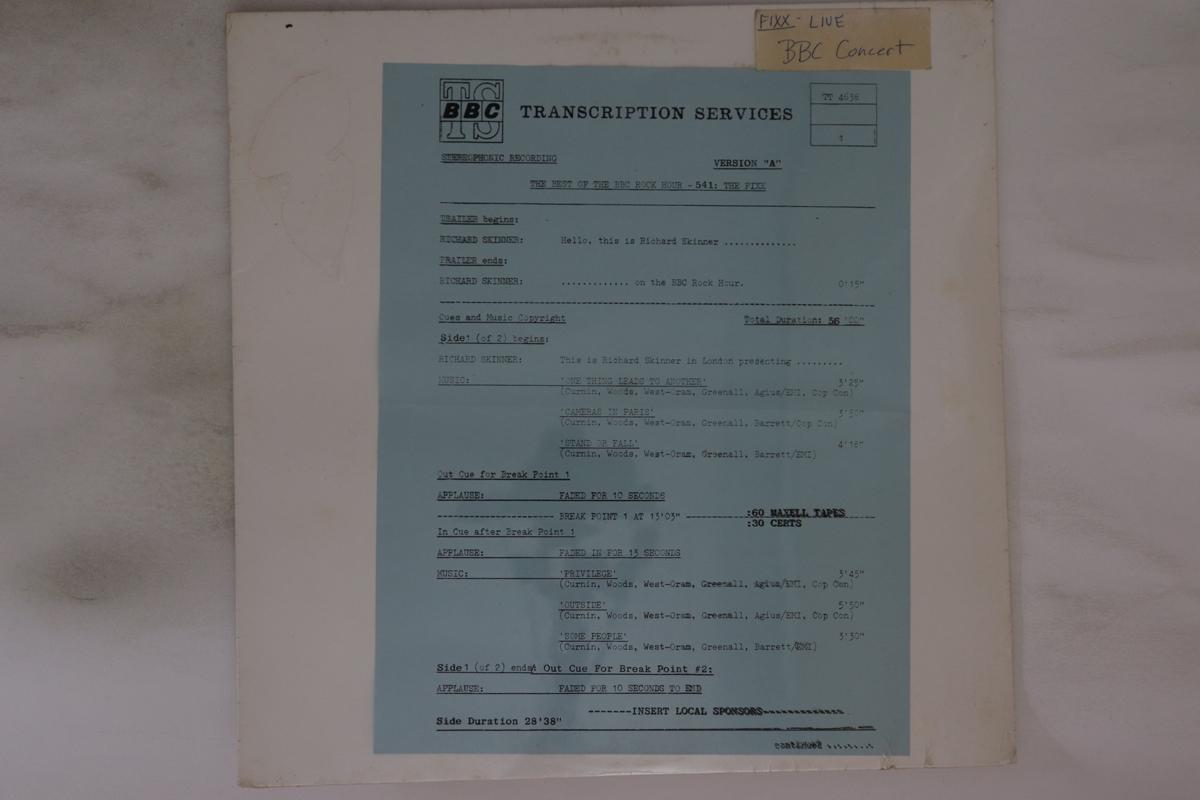 FIXX - LIVE
BBC Concert
TS
BBC
TRANSCRIPTION SERVICES
TT 4638
STEREOPHONIC RECORDING
VERSION "A"
THE BEST OF THE BBC ROCK HOUR - 541: THE FIXX
TRAILER begins:
RICHARD SKINNER: Hello, this is Richard Skinner .............
TRAILER ends:
RICHARD SKINNER: ............. on the BBC Rock Hour. 0'15"
Cues and Music Copyright Total Duration: 56'00"
Side 1 (of 2) begins:
RICHARD SKINNER: This is Richard Skinner in London presenting .........
MUSIC: 'ONE THING LEADS TO ANOTHER' 3'25"
(Curnin, Woods, West-Oram, Greenall, Agius/EMI, Cop Con)
'CAMERAS IN PARIS' 3'50"
(Curnin, Woods, West-Oram, Greenall, Barrett/Cop Con)
'STAND OR FALL' 4'18"
(Curnin, Woods, West-Oram, Greenall, Barrett/EMI)
Out Cue for Break Point 1
APPLAUSE: FADED FOR 10 SECONDS
-------------------- BREAK POINT 1 AT 13'03" --------- :60 MAXELL TAPES
:30 CERTS
In Cue after Break Point 1
APPLAUSE: FADED IN FOR 13 SECONDS
MUSIC: 'PRIVILEGE' 3'45"
(Curnin, Woods, West-Oram, Greenall, Agius/EMI, Cop Con)
'OUTSIDE' 5'50"
(Curnin, Woods, West-Oram, Greenall, Agius/EMI, Cop Con)
'SOME PEOPLE' 3'30"
(Curnin, Woods, West-Oram, Greenall, Barrett/EMI)
Side 1 (of 2) ends: Out Cue For Break Point #2:
APPLAUSE: FADED FOR 10 SECONDS TO END
-------INSERT LOCAL SPONSORS-------------
Side Duration 28'38"
continued ........